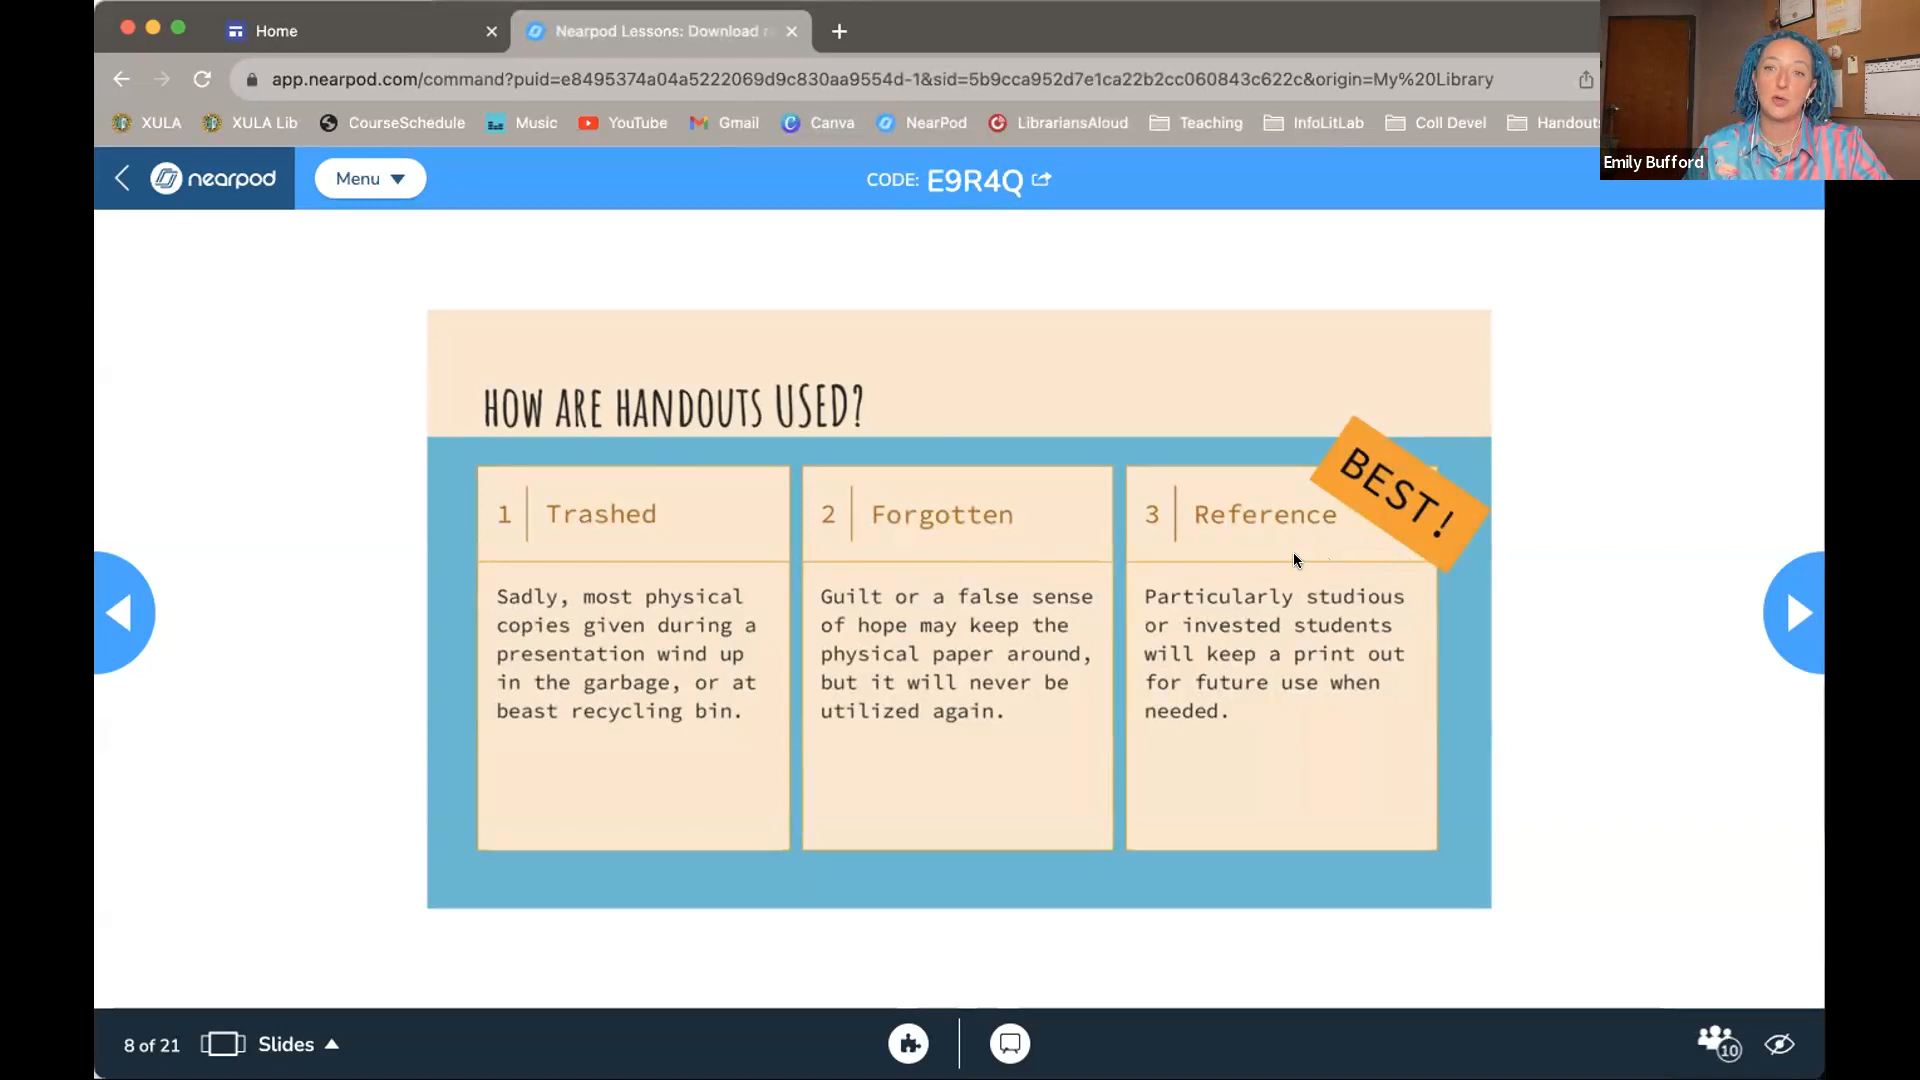 Home
Nearpod Lessons: Download r
app.nearpod.com/command?puid=e8495374a04a5222069d9c830aa9554d-1&sid=5b9cca952d7e1ca22b2cc060843c622c&origin=My%20Library
XULA
XULA Lib
CourseSchedule
Music
YouTube
Gmail
Canva
NearPod
LibrariansAloud
Teaching
InfoLitLab
Coll Devel
Handout
Emily Bufford
nearpod
Menu
CODE: E9R4Q
HOW ARE HANDOUTS USED?
BEST!
1 Trashed
Sadly, most physical
copies given during a
presentation wind up
in the garbage, or at
beast recycling bin.
2 Forgotten
Guilt or a false sense
of hope may keep the
physical paper around,
but it will never be
utilized again.
3 Reference
Particularly studious
or invested students
will keep a print out
for future use when
needed.
8 of 21
Slides
10